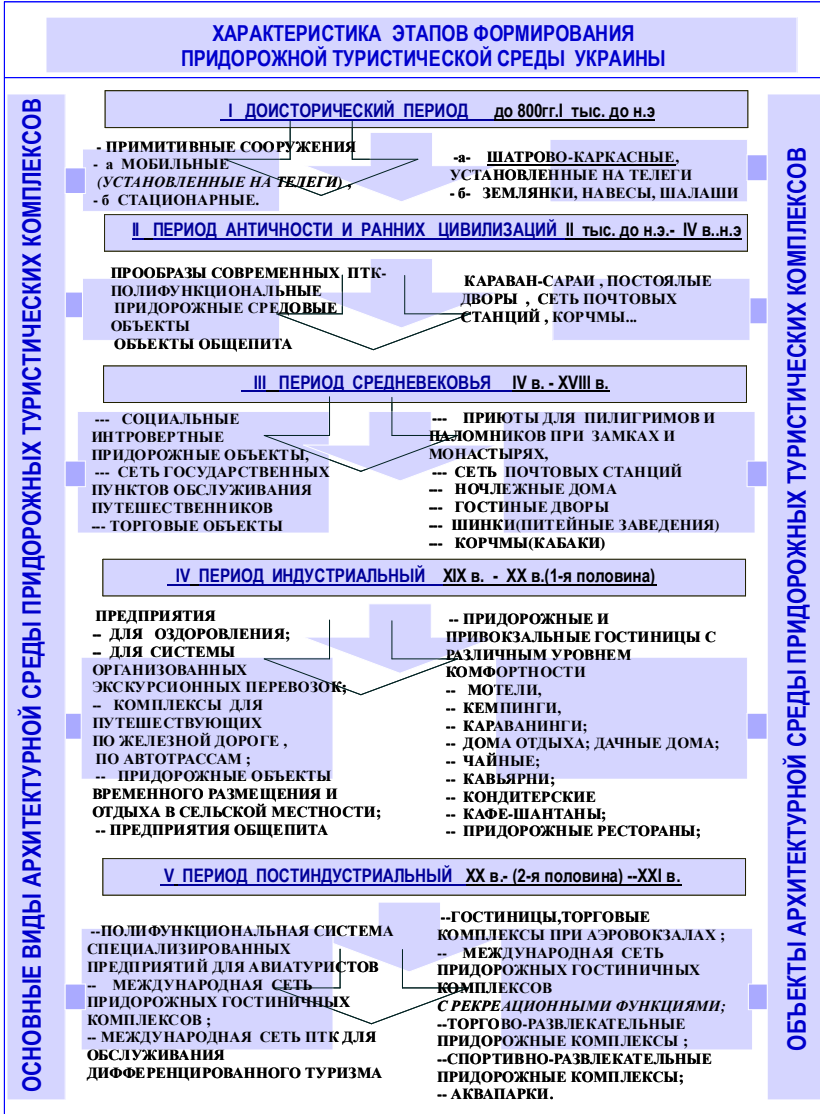 ХАРАКТЕРИСТИКА ЭТАПОВ ФОРМИРОВАНИЯ
ПРИДОРОЖНОЙ ТУРИСТИЧЕСКОЙ СРЕДЫ УКРАИНЫ
ОСНОВНЫЕ ВИДЫ АРХИТЕКТУРНОЙ СРЕДЫ ПРИДОРОЖНЫХ ТУРИСТИЧЕСКИХ КОМПЛЕКСОВ
I ДОИСТОРИЧЕСКИЙ ПЕРИОД до 800гг.I тыс. до н.э
- ПРИМИТИВНЫЕ СООРУЖЕНИЯ
- а МОБИЛЬНЫЕ
(УСТАНОВЛЕННЫЕ НА ТЕЛЕГИ) ,
- б СТАЦИОНАРНЫЕ.
-а- ШАТРОВО-КАРКАСНЫЕ,
УСТАНОВЛЕННЫЕ НА ТЕЛЕГИ
- б- ЗЕМЛЯНКИ, НАВЕСЫ, ШАЛАШИ
II ПЕРИОД АНТИЧНОСТИ И РАННИХ ЦИВИЛИЗАЦИЙ II тыс. до н.э.- IV в..н.э
ПРООБРАЗЫ СОВРЕМЕННЫХ ПТК-
ПОЛИФУНКЦИОНАЛЬНЫЕ
ПРИДОРОЖНЫЕ СРЕДОВЫЕ
ОБЪЕКТЫ
ОБЪЕКТЫ ОБЩЕПИТА
КАРАВАН-САРАИ , ПОСТОЯЛЫЕ
ДВОРЫ , СЕТЬ ПОЧТОВЫХ
СТАНЦИЙ , КОРЧМЫ...
III ПЕРИОД СРЕДНЕВЕКОВЬЯ IV в. - XVIII в.
--- СОЦИАЛЬНЫЕ
ИНТРОВЕРТНЫЕ
ПРИДОРОЖНЫЕ ОБЪЕКТЫ,
--- СЕТЬ ГОСУДАРСТВЕННЫХ
ПУНКТОВ ОБСЛУЖИВАНИЯ
ПУТЕШЕСТВЕННИКОВ
--- ТОРГОВЫЕ ОБЪЕКТЫ
--- ПРИЮТЫ ДЛЯ ПИЛИГРИМОВ И
ПАЛОМНИКОВ ПРИ ЗАМКАХ И
МОНАСТЫРЯХ,
--- СЕТЬ ПОЧТОВЫХ СТАНЦИЙ
--- НОЧЛЕЖНЫЕ ДОМА
--- ГОСТИНЫЕ ДВОРЫ
--- ШИНКИ(ПИТЕЙНЫЕ ЗАВЕДЕНИЯ)
--- КОРЧМЫ(КАБАКИ)
IV ПЕРИОД ИНДУСТРИАЛЬНЫЙ XIX в. - XX в.(1-я половина)
ПРЕДПРИЯТИЯ
-- ДЛЯ ОЗДОРОВЛЕНИЯ;
-- ДЛЯ СИСТЕМЫ
ОРГАНИЗОВАННЫХ
ЭКСКУРСИОННЫХ ПЕРЕВОЗОК;
-- КОМПЛЕКСЫ ДЛЯ
ПУТЕШЕСТВУЮЩИХ
ПО ЖЕЛЕЗНОЙ ДОРОГЕ ,
ПО АВТОТРАССАМ ;
-- ПРИДОРОЖНЫЕ ОБЪЕКТЫ
ВРЕМЕННОГО РАЗМЕЩЕНИЯ И
ОТДЫХА В СЕЛЬСКОЙ МЕСТНОСТИ;
-- ПРЕДПРИЯТИЯ ОБЩЕПИТА
-- ПРИДОРОЖНЫЕ И
ПРИВОКЗАЛЬНЫЕ ГОСТИНИЦЫ С
РАЗЛИЧНЫМ УРОВНЕМ
КОМФОРТНОСТИ
-- МОТЕЛИ,
-- КЕМПИНГИ,
-- КАРАВАНИНГИ;
-- ДОМА ОТДЫХА; ДАЧНЫЕ ДОМА;
-- ЧАЙНЫЕ;
-- КАВЬЯРНИ;
-- КОНДИТЕРСКИЕ
-- КАФЕ-ШАНТАНЫ;
-- ПРИДОРОЖНЫЕ РЕСТОРАНЫ;
V ПЕРИОД ПОСТИНДУСТРИАЛЬНЫЙ XX в.- (2-я половина) --XXI в.
--ПОЛИФУНКЦИОНАЛЬНАЯ СИСТЕМА
СПЕЦИАЛИЗИРОВАННЫХ
ПРЕДПРИЯТИЙ ДЛЯ АВИАТУРИСТОВ
-- МЕЖДУНАРОДНАЯ СЕТЬ
ПРИДОРОЖНЫХ ГОСТИНИЧНЫХ
КОМПЛЕКСОВ ;
-- МЕЖДУНАРОДНАЯ СЕТЬ ПТК ДЛЯ
ОБСЛУЖИВАНИЯ
ДИФФЕРЕНЦИРОВАННОГО ТУРИЗМА
--ГОСТИНИЦЫ,ТОРГОВЫЕ
КОМПЛЕКСЫ ПРИ АЭРОВОКЗАЛАХ ;
-- МЕЖДУНАРОДНАЯ СЕТЬ
ПРИДОРОЖНЫХ ГОСТИНИЧНЫХ
КОМПЛЕКСОВ
С РЕКРЕАЦИОННЫМИ ФУНКЦИЯМИ;
--ТОРГОВО-РАЗВЛЕКАТЕЛЬНЫЕ
ПРИДОРОЖНЫЕ КОМПЛЕКСЫ ;
--СПОРТИВНО-РАЗВЛЕКАТЕЛЬНЫЕ
ПРИДОРОЖНЫЕ КОМПЛЕКСЫ;
-- АКВАПАРКИ.
ОБЪЕКТЫ АРХИТЕКТУРНОЙ СРЕДЫ ПРИДОРОЖНЫХ ТУРИСТИЧЕСКИХ КОМПЛЕКСОВ